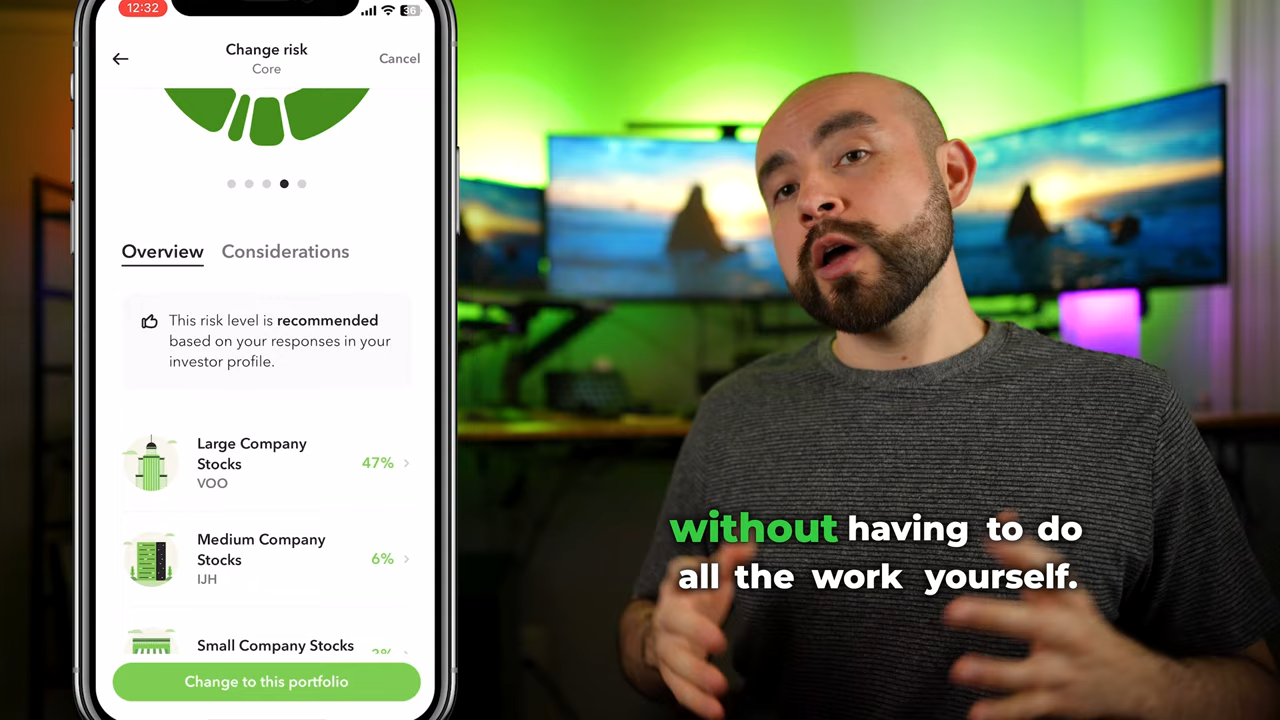 12:32
36
Change risk
Core
Cancel
Overview
Considerations
This risk level is recommended
based on your responses in your
investor profile.
Large Company
Stocks
VOO
47%
Medium Company
Stocks
IJH
6%
Small Company Stocks
Change to this portfolio
without having to do
all the work yourself.